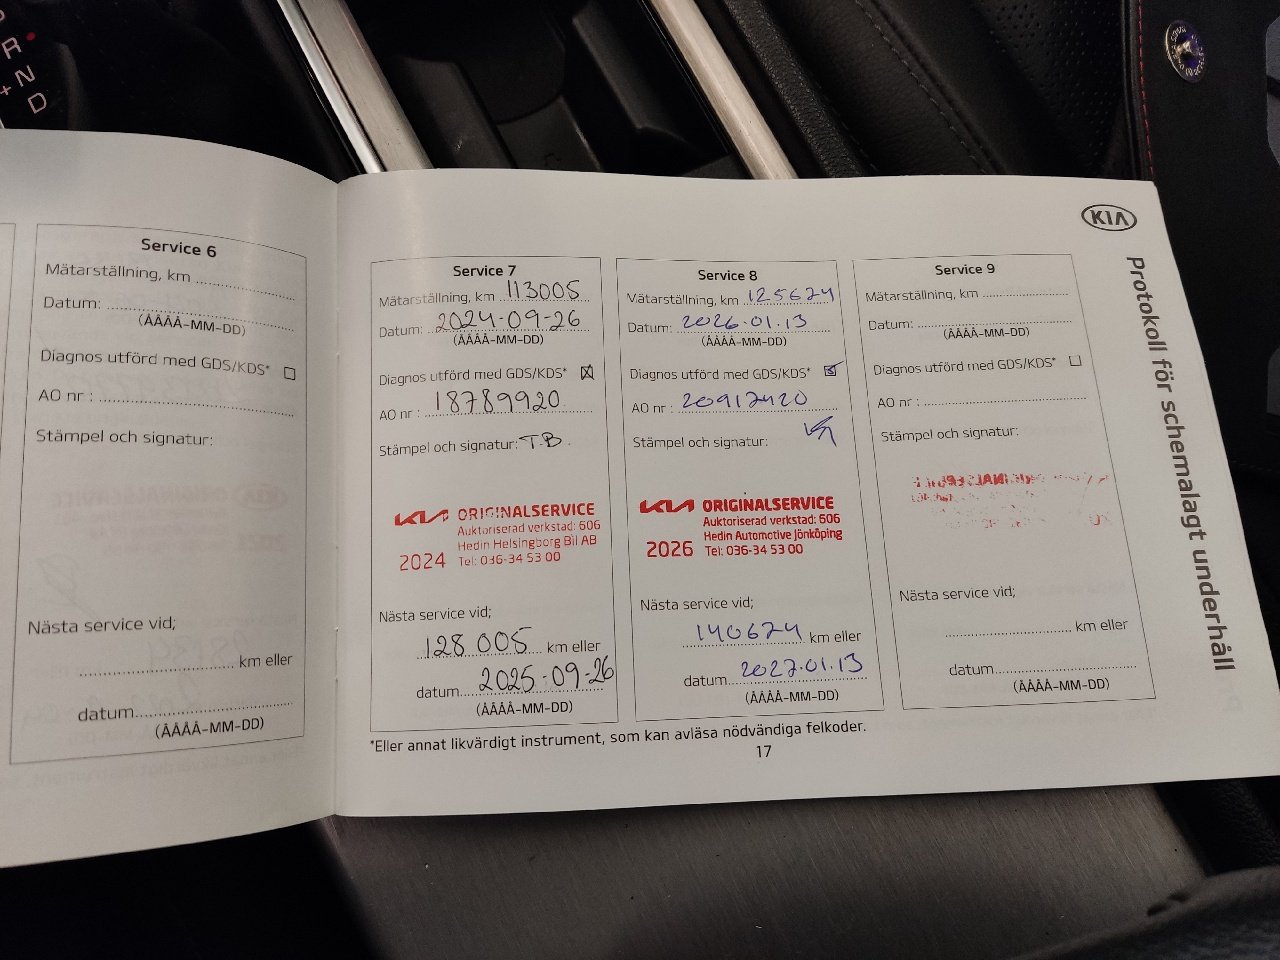 R
N
+
D
KIA
Protokoll för schemalagt underhåll
Service 6
Mätarställning, km
Datum:
(ÅÅÅÅ-MM-DD)
Diagnos utförd med GDS/KDS*
AO nr :
Stämpel och signatur:
Nästa service vid;
km eller
datum
(ÅÅÅÅ-MM-DD)
Service 7
Mätarställning, km 113005
Datum: 2024-09-26
(ÅÅÅÅ-MM-DD)
Diagnos utförd med GDS/KDS*
AO nr : 18789920
Stämpel och signatur: T.B.
KIA ORIGINALSERVICE
Auktoriserad verkstad: 606
Hedin Helsingborg Bil AB
2024 Tel: 036-34 53 00
Nästa service vid;
128 005 km eller
datum 2025-09-26
(ÅÅÅÅ-MM-DD)
Service 8
Mätarställning, km 125674
Datum: 2026.01.13
(ÅÅÅÅ-MM-DD)
Diagnos utförd med GDS/KDS*
AO nr : 20917420
Stämpel och signatur:
KIA ORIGINALSERVICE
Auktoriserad verkstad: 606
Hedin Automotive Jönköping
2026 Tel: 036-34 53 00
Nästa service vid;
140674 km eller
datum 2027.01.13
(ÅÅÅÅ-MM-DD)
Service 9
Mätarställning, km
Datum:
(ÅÅÅÅ-MM-DD)
Diagnos utförd med GDS/KDS*
AO nr :
Stämpel och signatur:
Nästa service vid;
km eller
datum
(ÅÅÅÅ-MM-DD)
*Eller annat likvärdigt instrument, som kan avläsa nödvändiga felkoder.
17